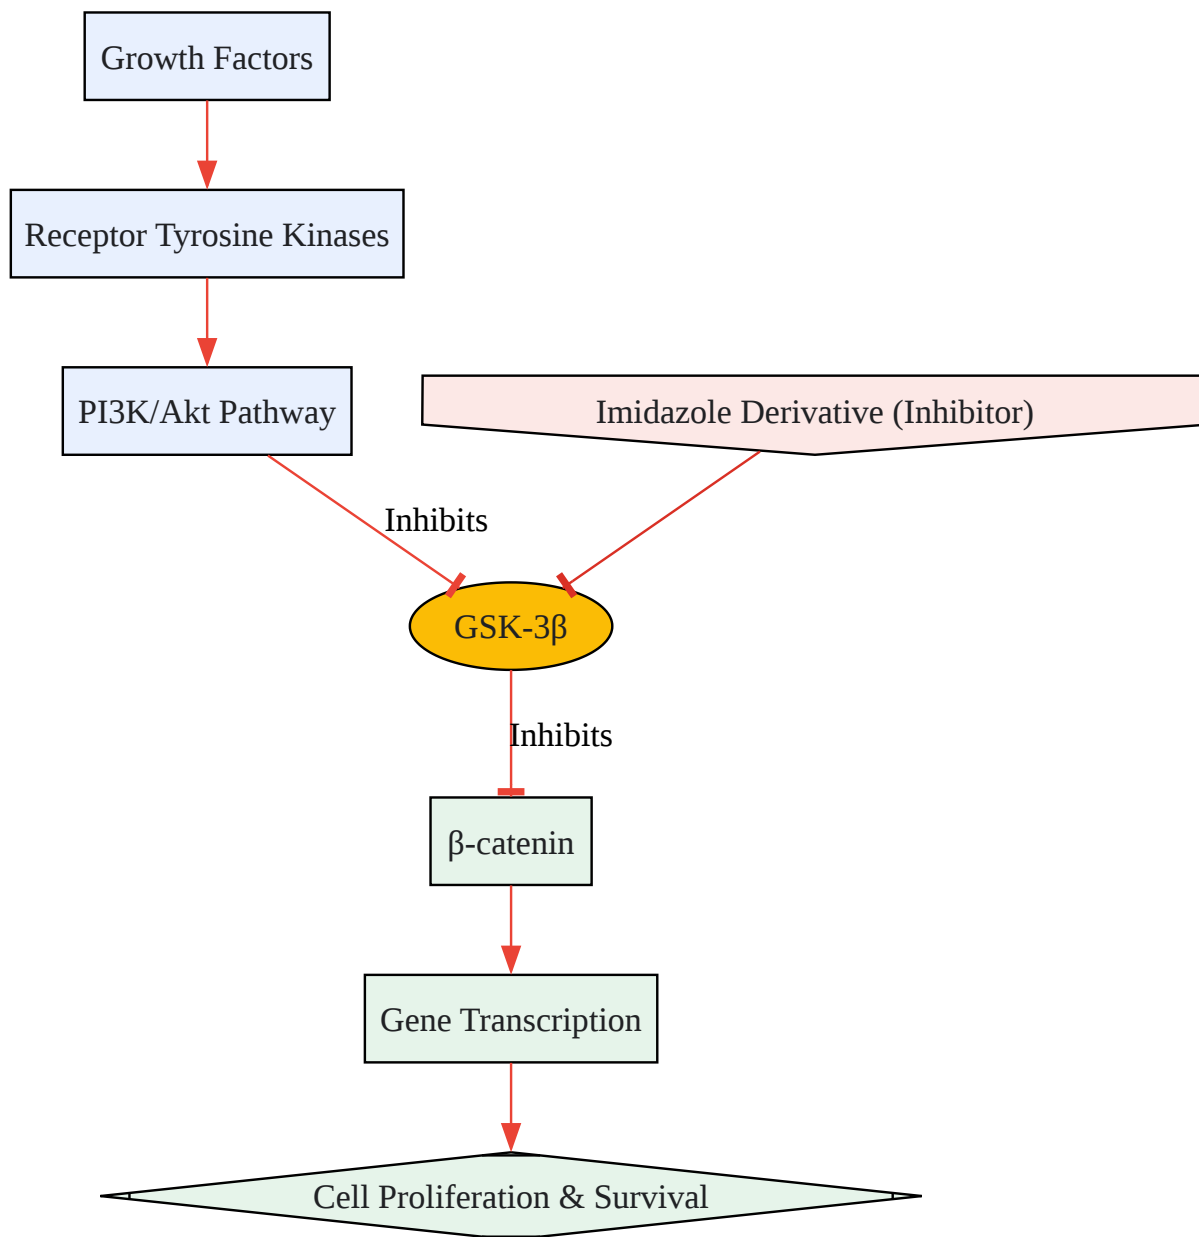 Growth Factors
Receptor Tyrosine Kinases
PI3K/Akt Pathway
Imidazole Derivative (Inhibitor)
Inhibits
GSK-3β
Inhibits
β-catenin
Gene Transcription
Cell Proliferation & Survival